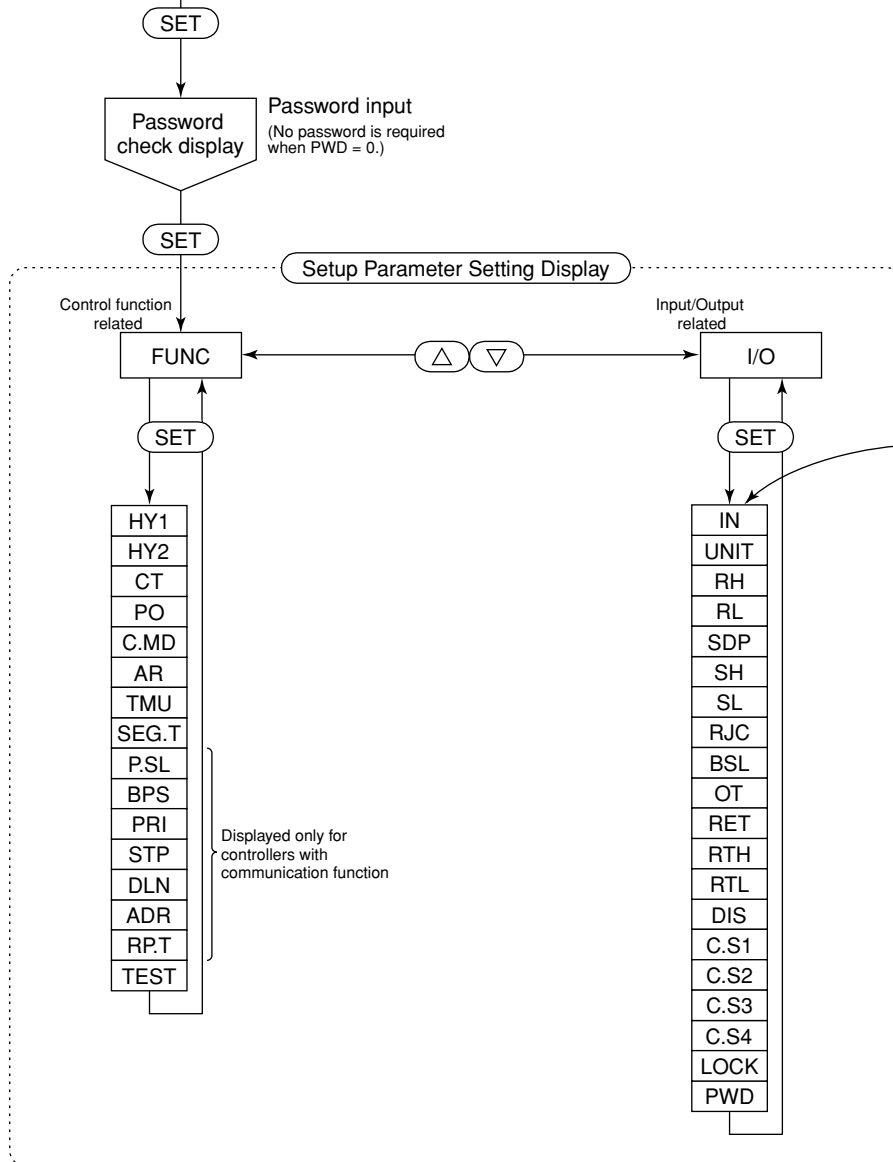 SET
Password
check display
Password input
(No password is required
when PWD = 0.)
SET
Setup Parameter Setting Display
Control function
related
FUNC
△ ▽
Input/Output
related
I/O
SET
HY1
HY2
CT
PO
C.MD
AR
TMU
SEG.T
P.SL
BPS
PRI
STP
DLN
ADR
RP.T
TEST
Displayed only for
controllers with
communication function
SET
IN
UNIT
RH
RL
SDP
SH
SL
RJC
BSL
OT
RET
RTH
RTL
DIS
C.S1
C.S2
C.S3
C.S4
LOCK
PWD